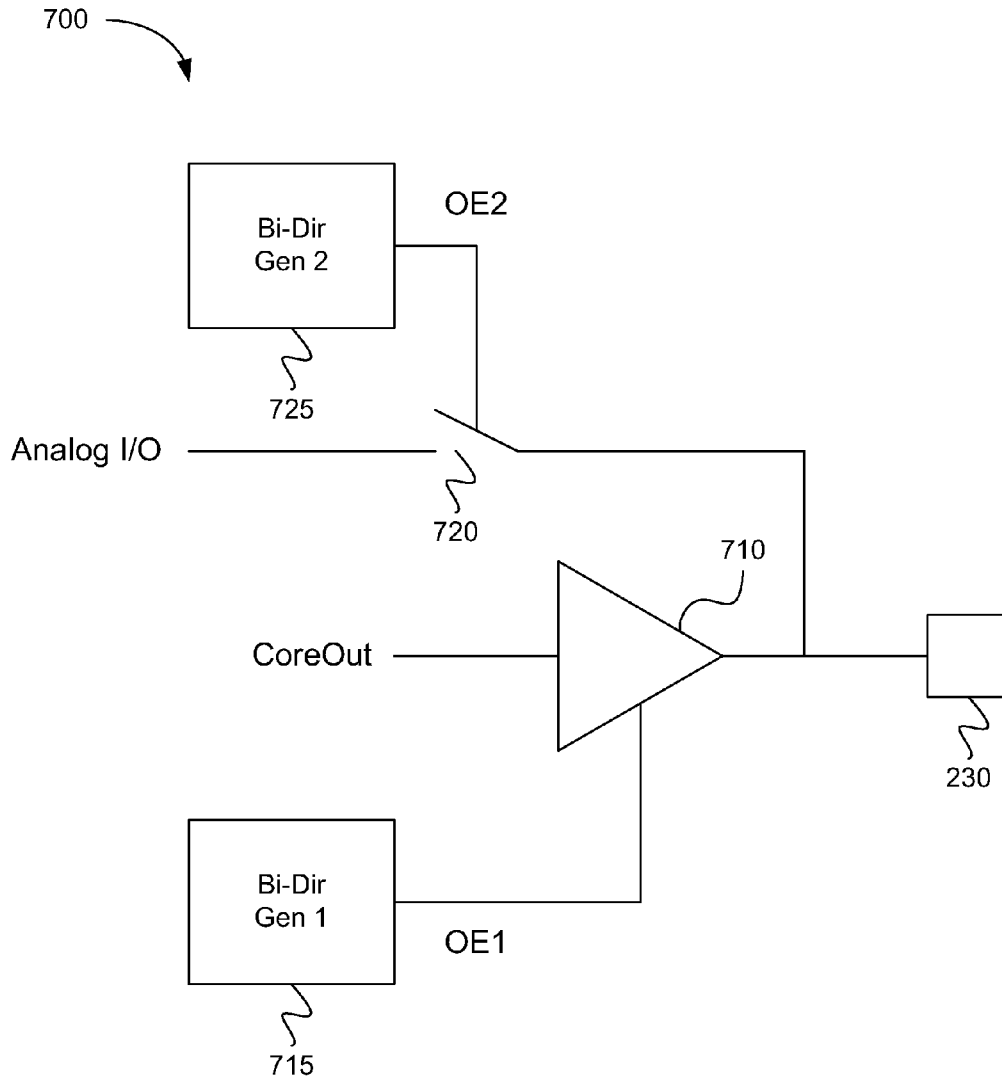 700
Bi-Dir
Gen 2
OE2
725
Analog I/O
720
710
CoreOut
230
Bi-Dir
Gen 1
OE1
715